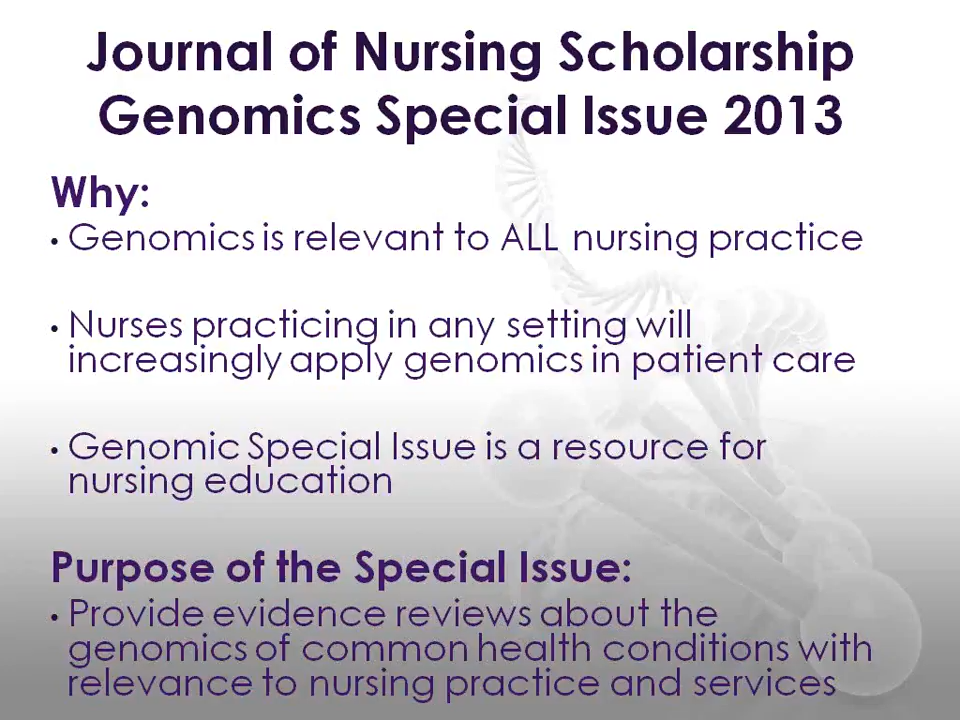 Journal of Nursing Scholarship
Genomics Special Issue 2013
Why:
• Genomics is relevant to ALL nursing practice
• Nurses practicing in any setting will
increasingly apply genomics in patient care
• Genomic Special Issue is a resource for
nursing education
Purpose of the Special Issue:
• Provide evidence reviews about the
genomics of common health conditions with
relevance to nursing practice and services